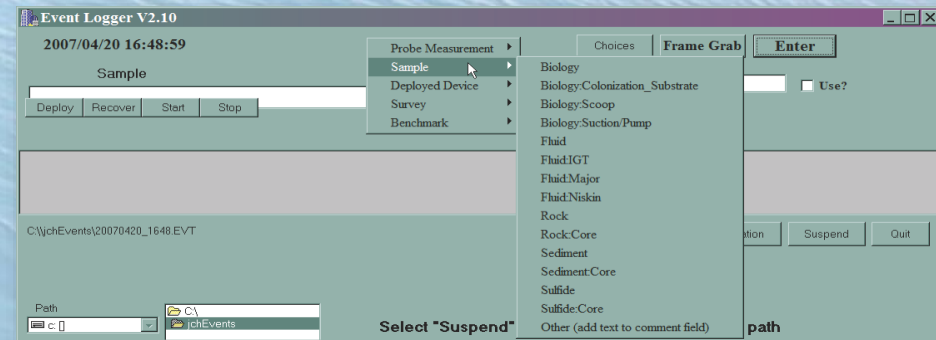 Event Logger V2.10
2007/04/20 16:48:59
Sample
Deploy Recover Start Stop
Probe Measurement
Sample
Deployed Device
Survey
Benchmark
Biology
Biology:Colonization_Substrate
Biology:Scoop
Biology:Suction/Pump
Fluid
Fluid:IGT
Fluid:Major
Fluid:Niskin
Rock
Rock:Core
Sediment
Sediment:Core
Sulfide
Sulfide:Core
Other (add text to comment field)
Choices Frame Grab Enter
Use?
C:\\jchEvents\20070420_1648.EVT
ation Suspend Quit
Path
c: []
C:\
jchEvents
Select "Suspend" path